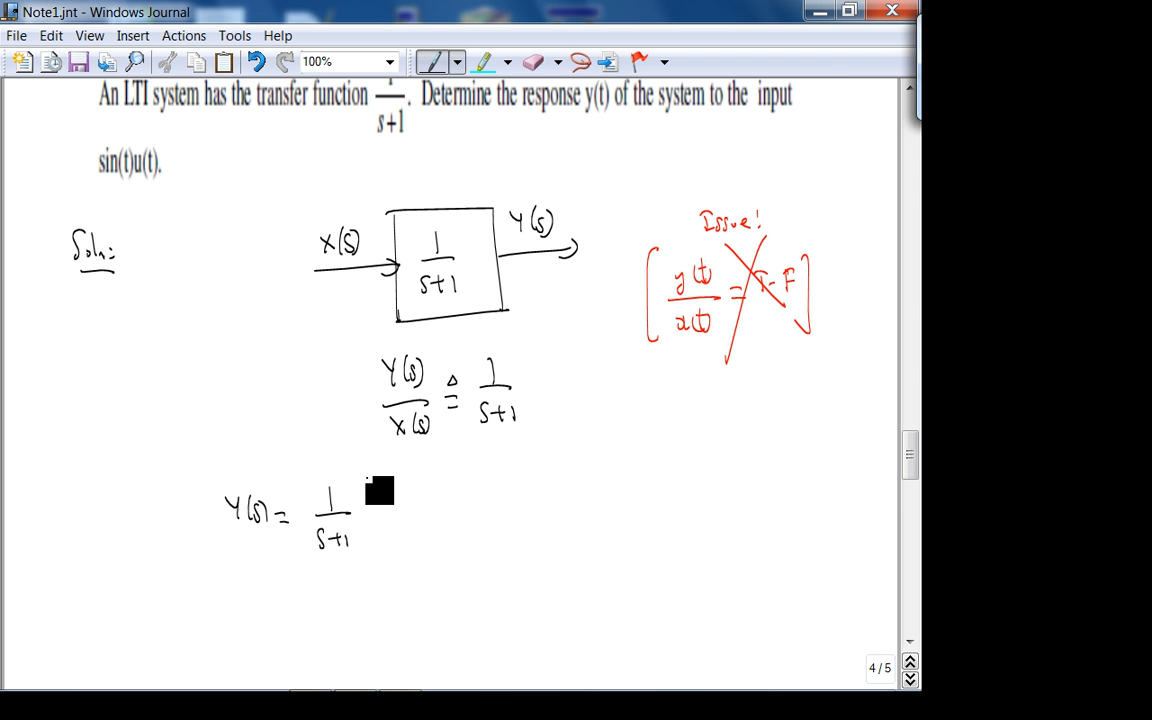 Note1.jnt - Windows Journal
File Edit View Insert Actions Tools Help
100%
An LTI system has the transfer function 1/(s+1). Determine the response y(t) of the system to the input
sin(t)u(t).
Soln:
X(s) 1/(s+1) Y(s)
Issue!
[ y(t)/x(t) = T-F ]
Y(s)/X(s) ≜ 1/(s+1)
Y(s) = 1/(s+1)
4 / 5